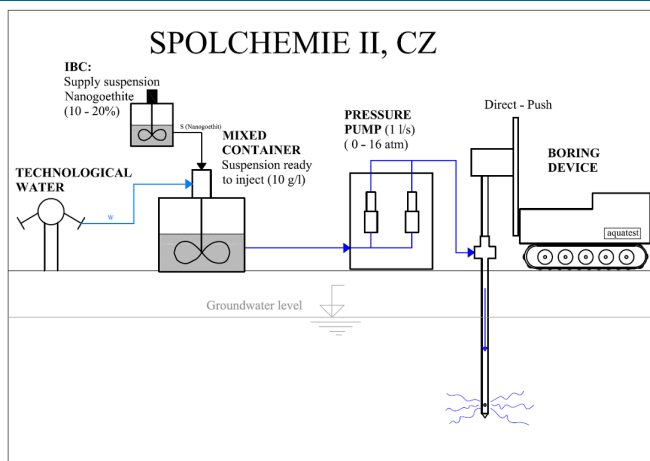 SPOLCHEMIE II, CZ
IBC:
Supply suspension
Nanogoethite
(10 - 20%)
S (Nanogoethit)
MIXED
CONTAINER
Suspension ready
to inject (10 g/l)
TECHNOLOGICAL
WATER
W
PRESSURE
PUMP (1 l/s)
( 0 - 16 atm)
Direct - Push
BORING
DEVICE
aquatest
Groundwater level